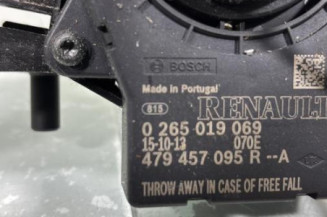 BOSCH
Made in Portugal
615 RENAULT
0 265 019 069
15-10-13 070E
479 457 095 R --A
THROW AWAY IN CASE OF FREE FALL